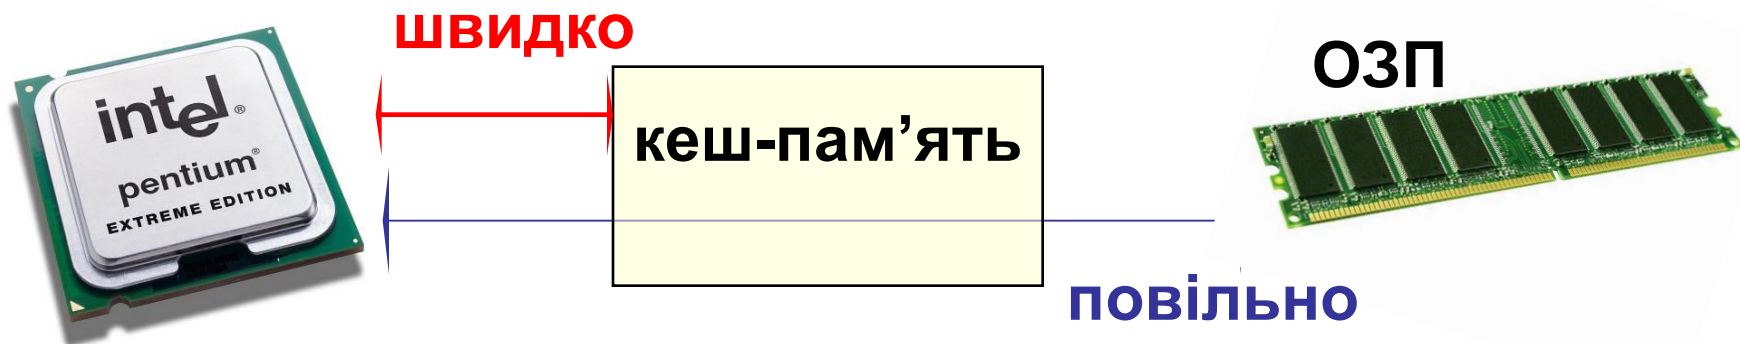 швидко
intel®
pentium®
EXTREME EDITION
кеш-пам’ять
ОЗП
повільно